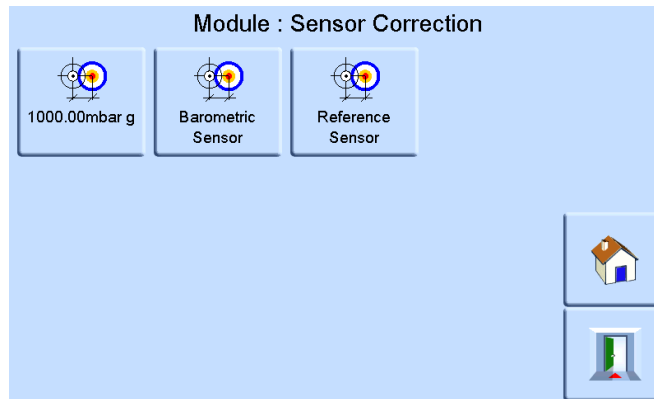 Module : Sensor Correction
1000.00mbar g
Barometric
Sensor
Reference
Sensor